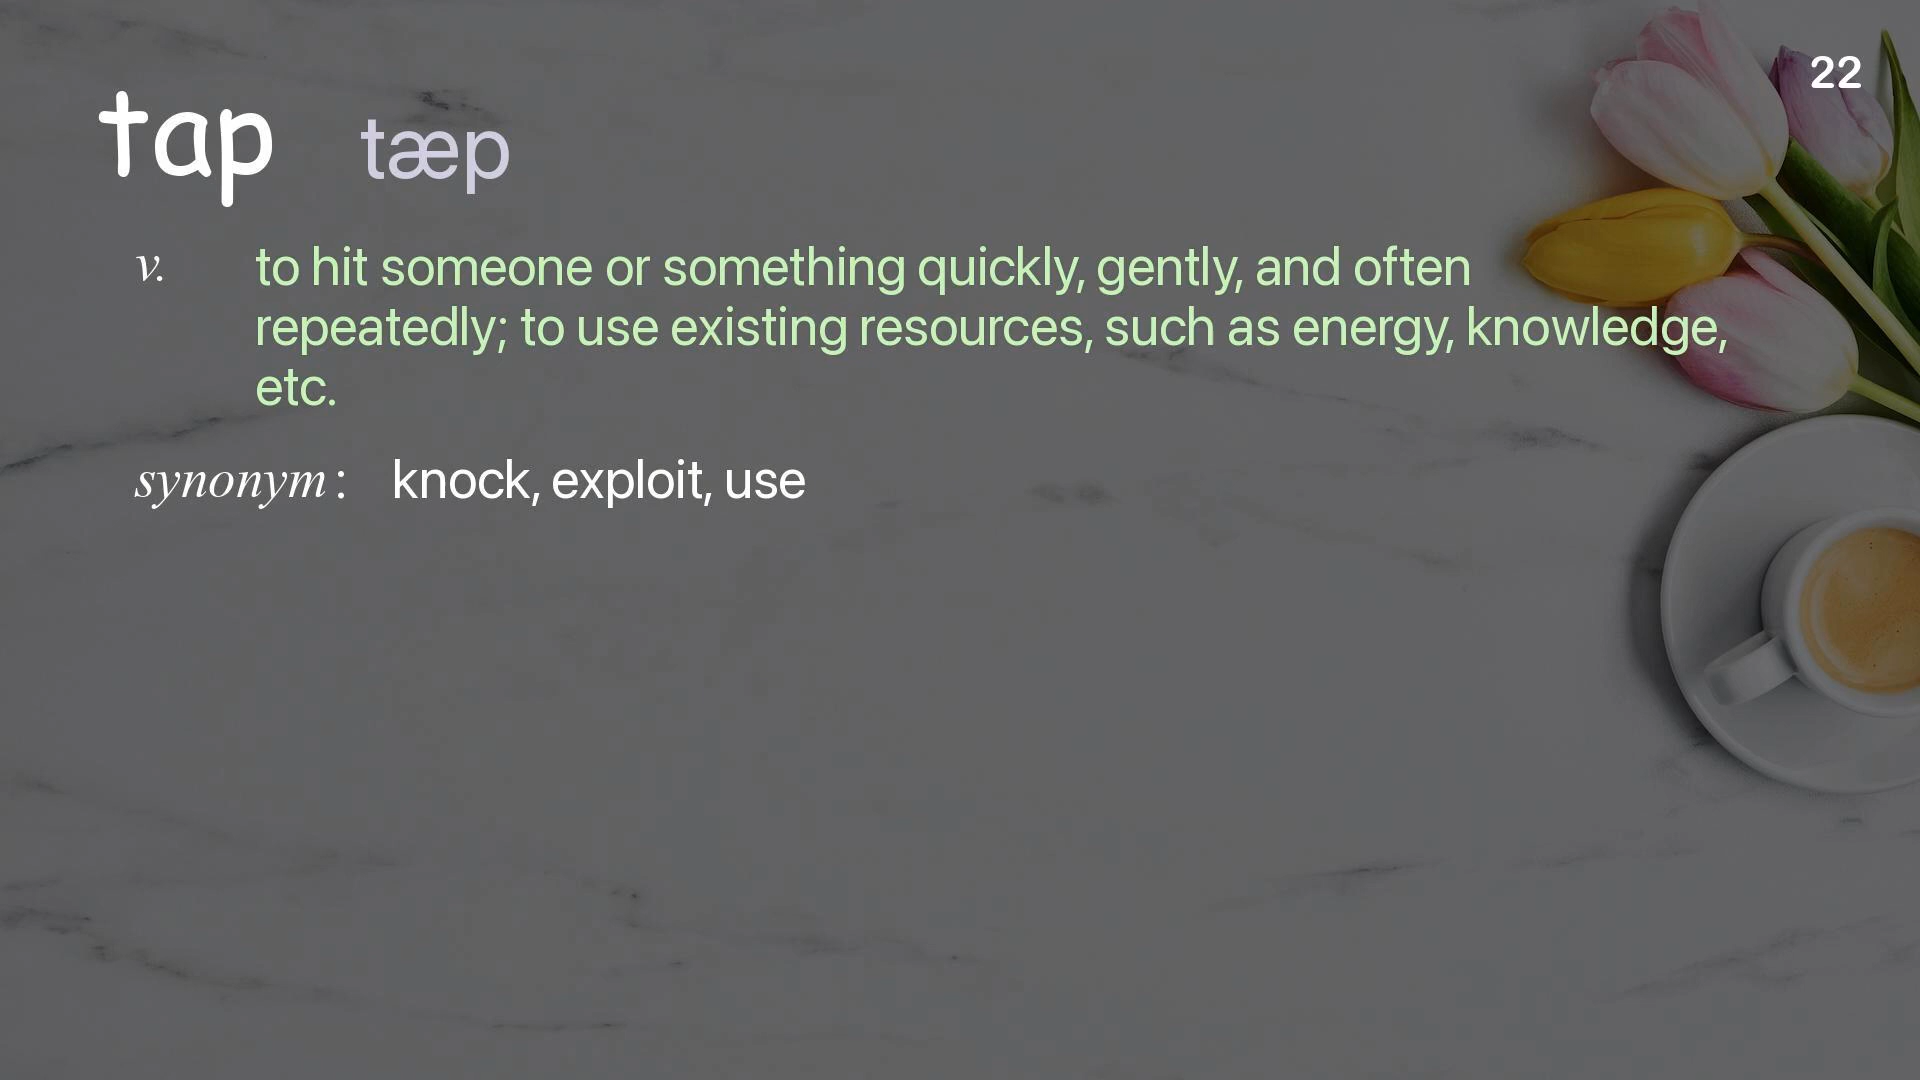 22
tap tæp
v. to hit someone or something quickly, gently, and often
repeatedly; to use existing resources, such as energy, knowledge,
etc.
synonym : knock, exploit, use